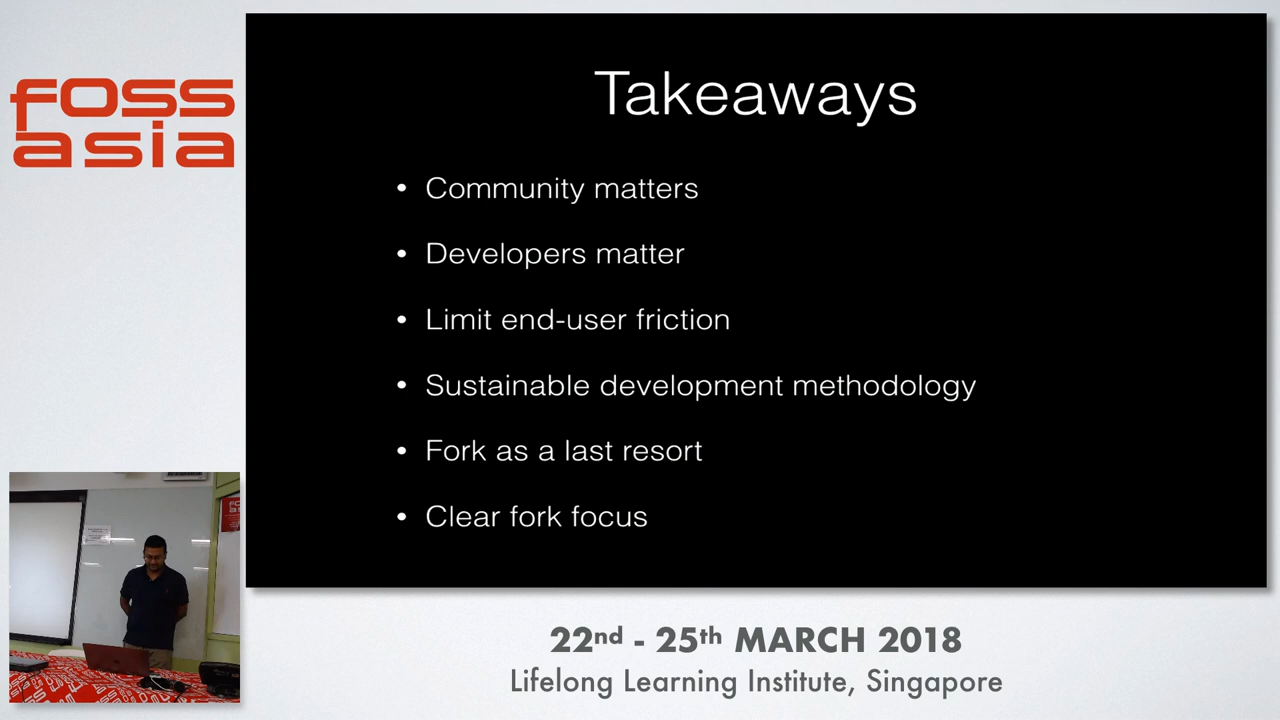 foss
asia
Takeaways
• Community matters
• Developers matter
• Limit end-user friction
• Sustainable development methodology
• Fork as a last resort
• Clear fork focus
22nd - 25th MARCH 2018
Lifelong Learning Institute, Singapore